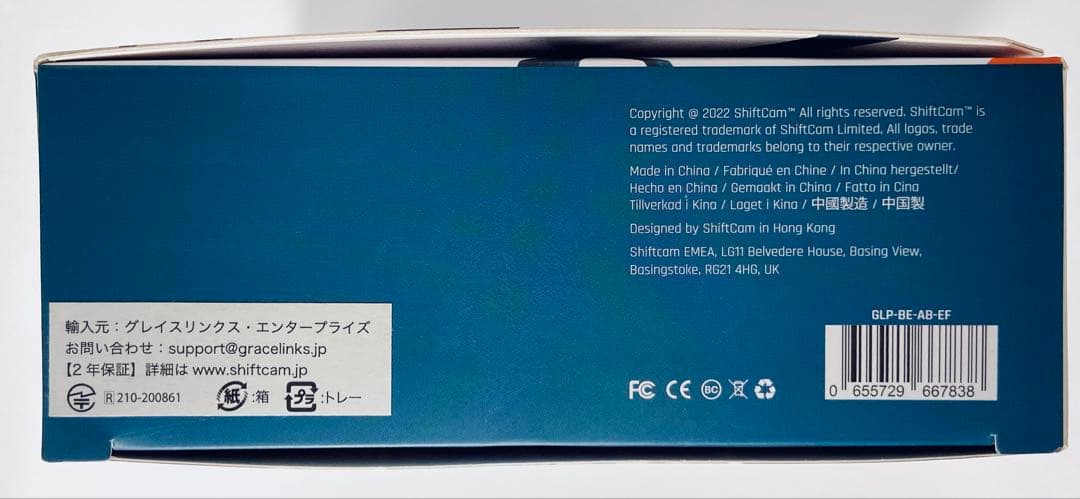 Copyright @ 2022 ShiftCam™ All rights reserved. ShiftCam™ is
a registered trademark of ShiftCam Limited. All logos, trade
names and trademarks belong to their respective owner.
Made in China / Fabriqué en Chine / In China hergestellt/
Hecho en China / Gemaakt in China / Fatto in Cina
Tillverkad i Kina / Laget i Kina / 中國製造 / 中国製
Designed by ShiftCam in Hong Kong
Shiftcam EMEA, LG11 Belvedere House, Basing View,
Basingstoke, RG21 4HG, UK
輸入元：グレイスリンクス・エンタープライズ
お問い合わせ：support@gracelinks.jp
【2年保証】詳細は www.shiftcam.jp
R 210-200861 紙:箱 プラ:トレー
FC CE BC
GLP-BE-AB-EF
0 655729 667838